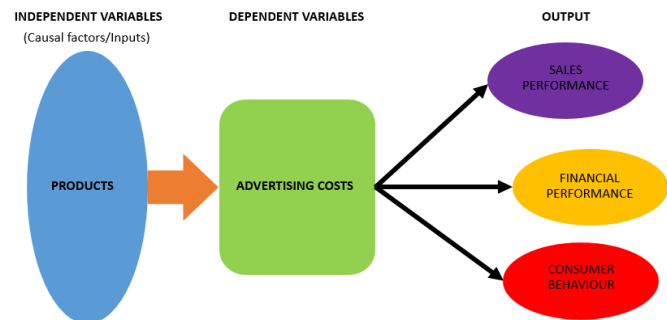 INDEPENDENT VARIABLES
(Causal factors/Inputs)
DEPENDENT VARIABLES
OUTPUT
PRODUCTS
ADVERTISING COSTS
SALES
PERFORMANCE
FINANCIAL
PERFORMANCE
CONSUMER
BEHAVIOUR